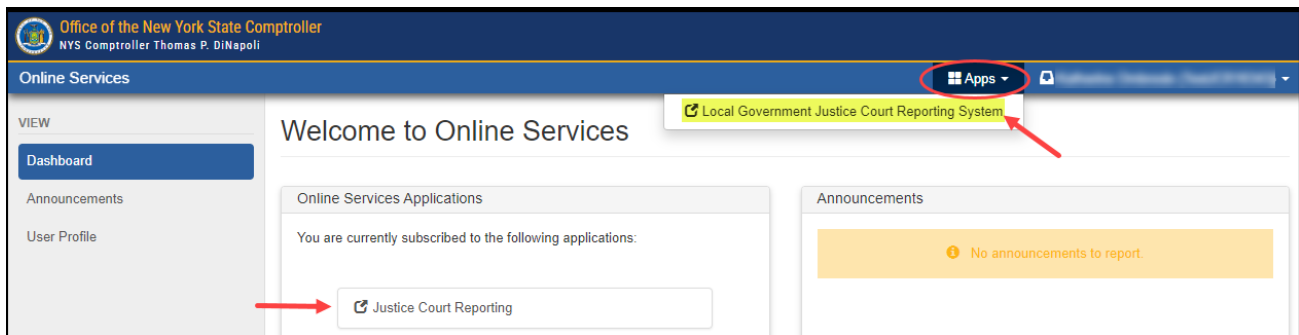 Office of the New York State Comptroller
NYS Comptroller Thomas P. DiNapoli
Online Services
Apps
Local Government Justice Court Reporting System
VIEW
Dashboard
Announcements
User Profile
Welcome to Online Services
Online Services Applications
You are currently subscribed to the following applications:
Justice Court Reporting
Announcements
No announcements to report.